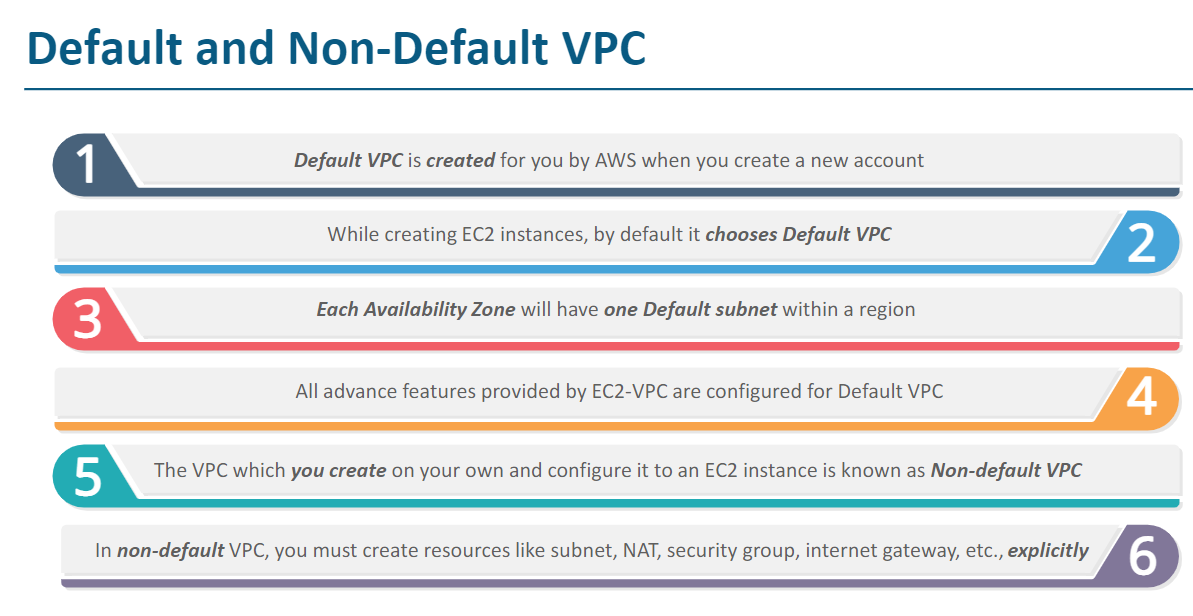 Default and Non-Default VPC
1
Default VPC is created for you by AWS when you create a new account
While creating EC2 instances, by default it chooses Default VPC
2
3
Each Availability Zone will have one Default subnet within a region
All advance features provided by EC2-VPC are configured for Default VPC
4
5
The VPC which you create on your own and configure it to an EC2 instance is known as Non-default VPC
In non-default VPC, you must create resources like subnet, NAT, security group, internet gateway, etc., explicitly
6